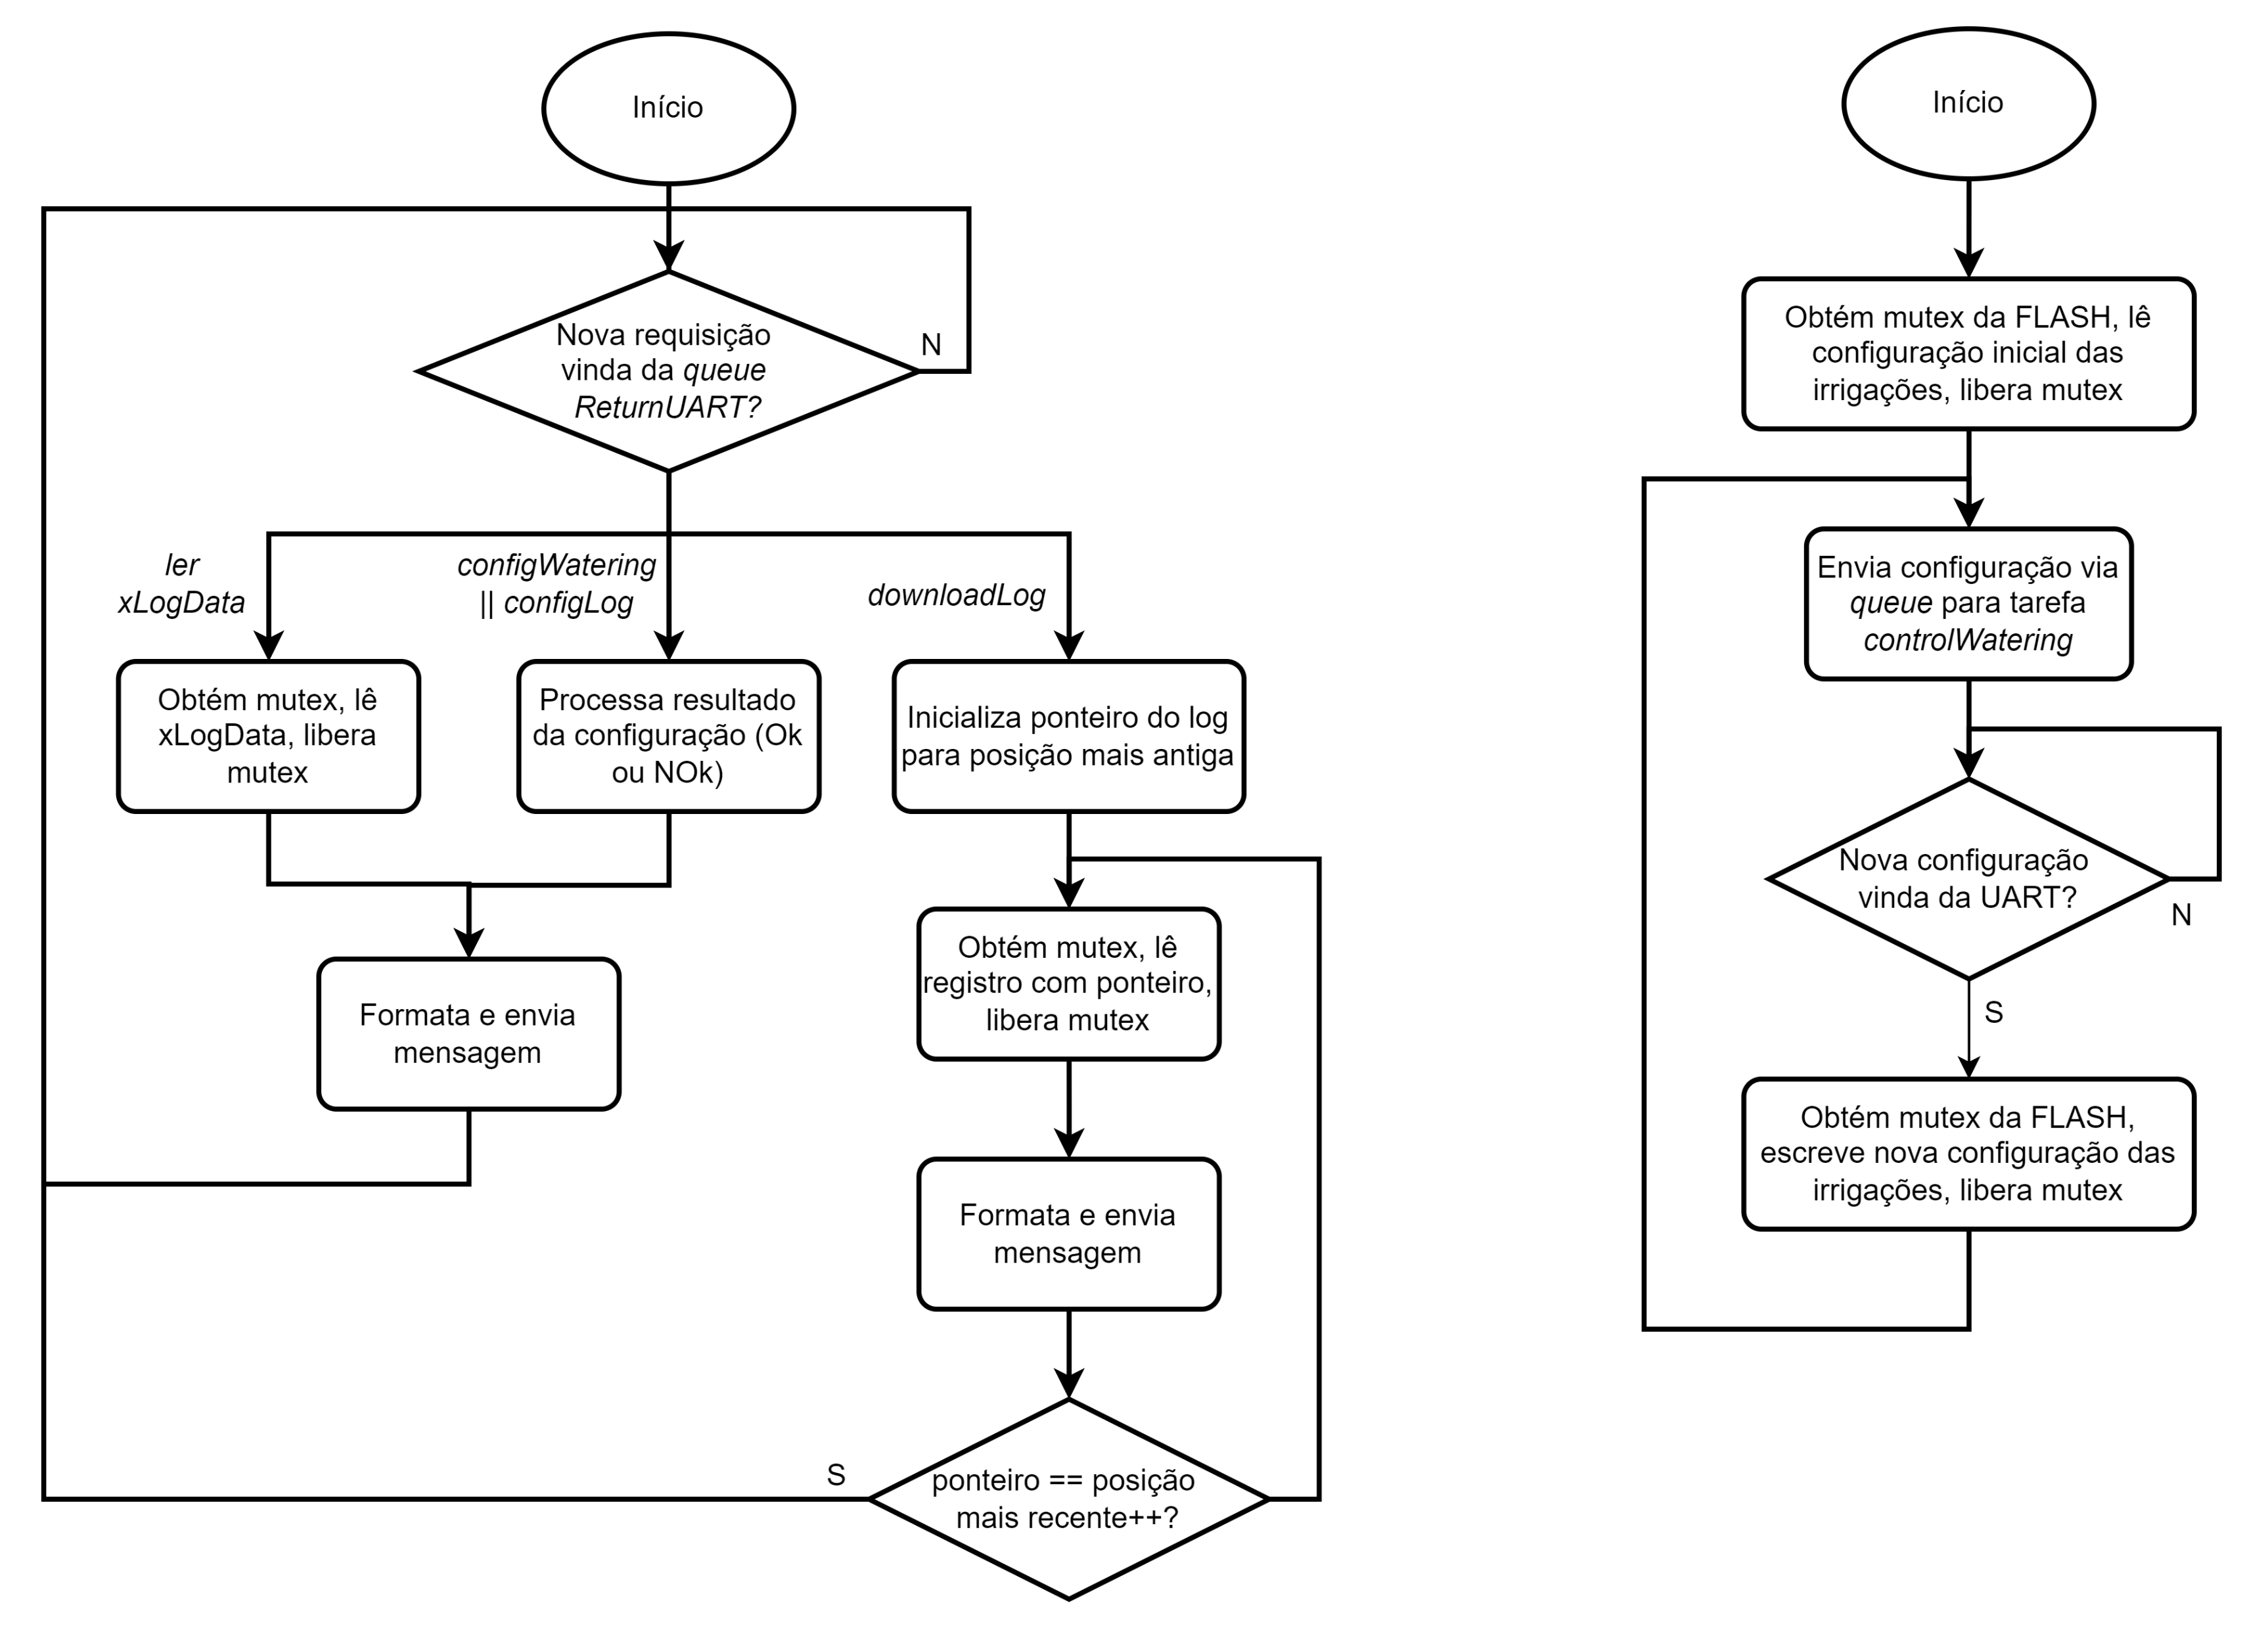 Início
Nova requisição
vinda da queue
ReturnUART?
N
ler
xLogData
configWatering
|| configLog
downloadLog
Obtém mutex, lê
xLogData, libera
mutex
Processa resultado
da configuração (Ok
ou NOk)
Inicializa ponteiro do log
para posição mais antiga
Formata e envia
mensagem
Obtém mutex, lê
registro com ponteiro,
libera mutex
Formata e envia
mensagem
ponteiro == posição
mais recente++?
S
Início
Obtém mutex da FLASH, lê
configuração inicial das
irrigações, libera mutex
Envia configuração via
queue para tarefa
controlWatering
Nova configuração
vinda da UART?
N
S
Obtém mutex da FLASH,
escreve nova configuração das
irrigações, libera mutex